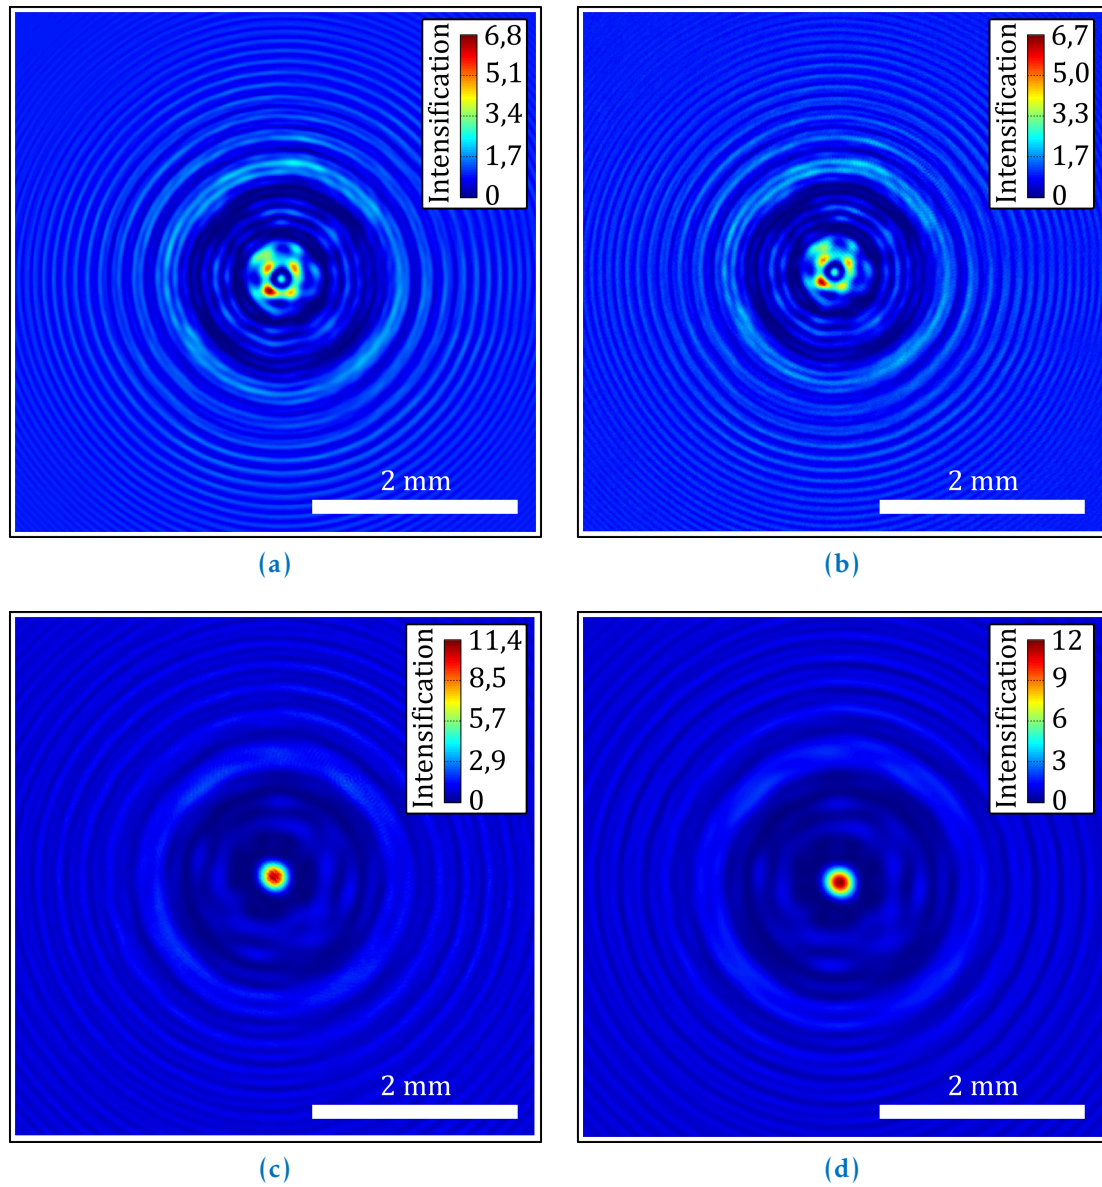 Intensification
6,8
5,1
3,4
1,7
0
2 mm
(a)
Intensification
6,7
5,0
3,3
1,7
0
2 mm
(b)
Intensification
11,4
8,5
5,7
2,9
0
2 mm
(c)
Intensification
12
9
6
3
0
2 mm
(d)